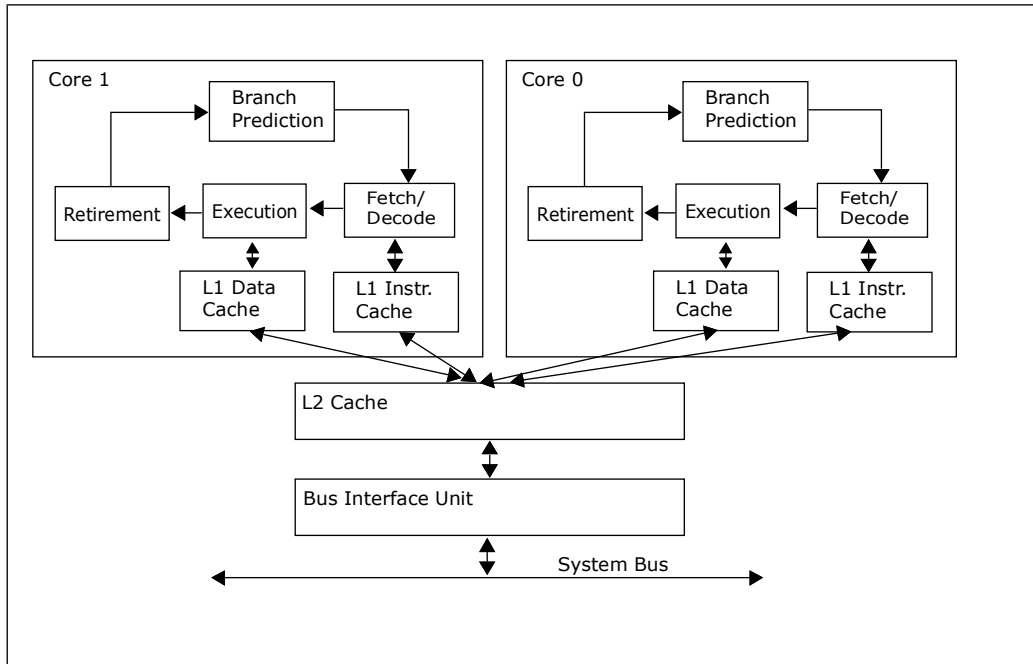 Core 1
Branch
Prediction
Retirement
Execution
Fetch/
Decode
L1 Data
Cache
L1 Instr.
Cache
Core 0
Branch
Prediction
Retirement
Execution
Fetch/
Decode
L1 Data
Cache
L1 Instr.
Cache
L2 Cache
Bus Interface Unit
System Bus